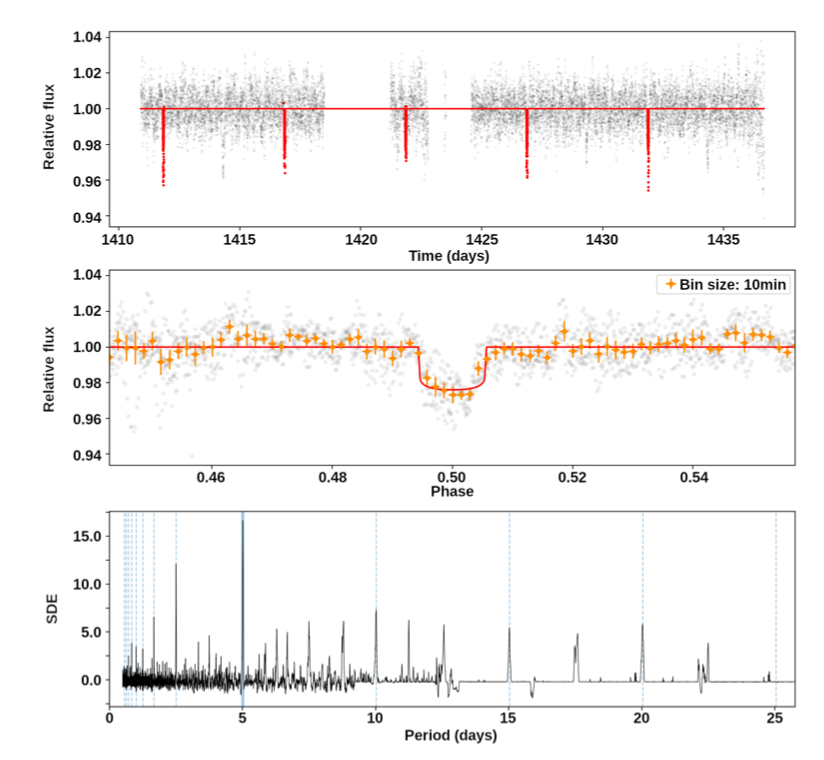 1.04
1.02
1.00
0.98
0.96
0.94
Relative flux
1410 1415 1420 1425 1430 1435
Time (days)
1.04
1.02
1.00
0.98
0.96
0.94
Relative flux
Bin size: 10min
0.46 0.48 0.50 0.52 0.54
Phase
15.0
10.0
5.0
0.0
SDE
0 5 10 15 20 25
Period (days)